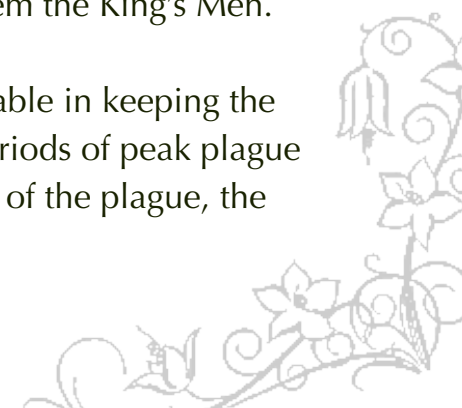 em the King's Men.
able in keeping the
riods of peak plague
of the plague, the